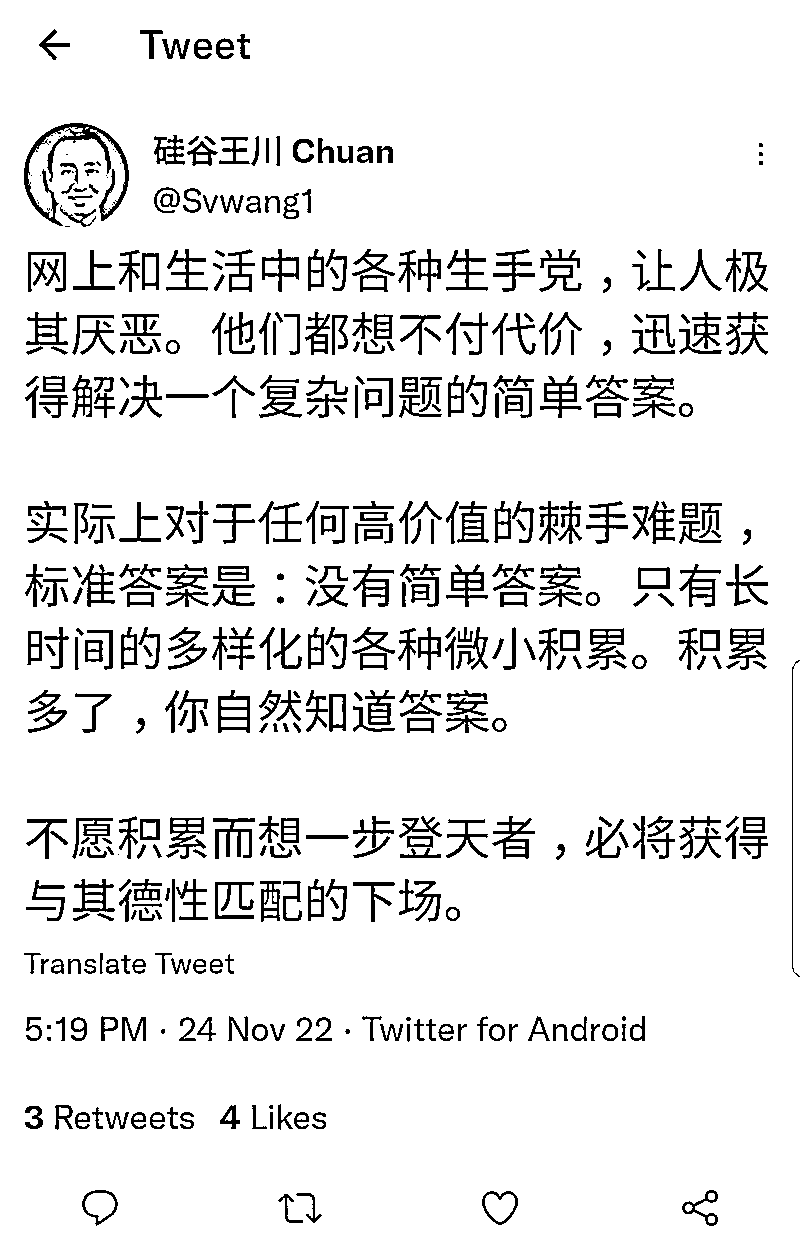 Tweet
硅谷王川 Chuan
@Svwang1
网上和生活中的各种生手党，让人极
其厌恶。他们都想不付代价，迅速获
得解决一个复杂问题的简单答案。
实际上对于任何高价值的棘手难题，
标准答案是：没有简单答案。只有长
时间的多样化的各种微小积累。积累
多了，你自然知道答案。
不愿积累而想一步登天者，必将获得
与其德性匹配的下场。
Translate Tweet
5:19 PM · 24 Nov 22 · Twitter for Android
3 Retweets 4 Likes